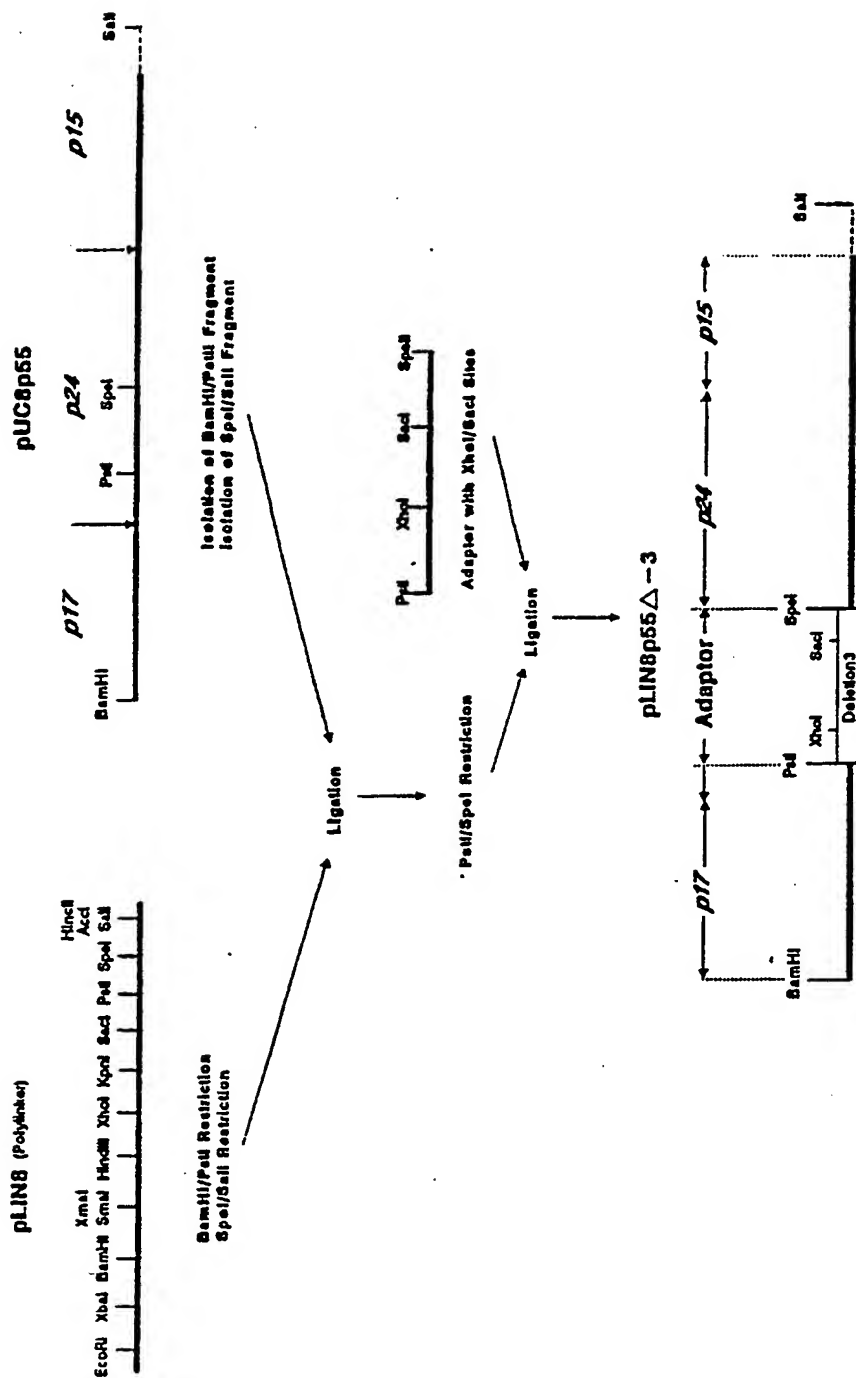 pLIN8 (Polylinker)
XmaI
HincII
AccI
EcoRI XbaI BamHI SmaI HindIII XhoI KpnI SacI PstI SpeI SalI
BamHI/PstI Restriction
SpeI/SalI Restriction
pUC8p55
p17 p24 p15
BamHI PstI SpeI SalI
Isolation of BamHI/PstI Fragment
Isolation of SpeI/SalI Fragment
Ligation
PstI/SpeI Restriction
PstI XhoI SacI SpeII
Adaptor with XhoI/SacI Sites
Ligation
pLIN8p55△-3
p17 Adaptor p24 p15
BamHI PstI SpeI SalI
XhoI SacI
Deletion3